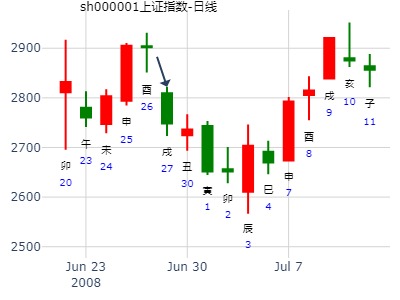 sh000001上证指数-日线
2900
2800
2700
2600
2500
卯
20
午
23
未
24
申
25
酉
26
戌
27
丑
30
寅
1
卯
2
辰
3
巳
4
申
7
酉
8
戌
9
亥
10
子
11
Jun 23
2008
Jun 30
Jul 7